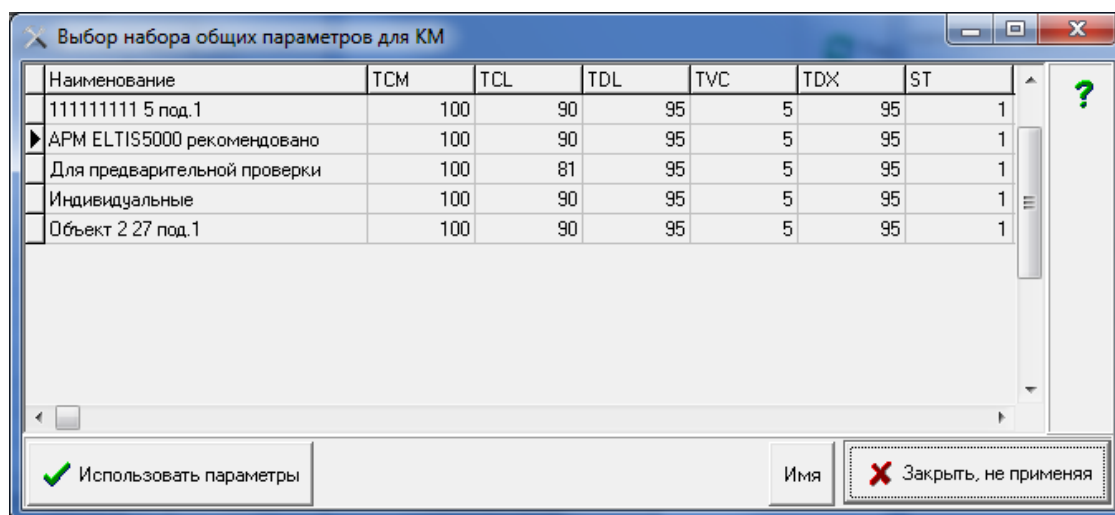 Выбор набора общих параметров для КМ
Наименование TCM TCL TDL TVC TDX ST
111111111 5 под.1 100 90 95 5 95 1
АРМ ELTIS5000 рекомендовано 100 90 95 5 95 1
Для предварительной проверки 100 81 95 5 95 1
Индивидуальные 100 90 95 5 95 1
Объект 2 27 под.1 100 90 95 5 95 1
Использовать параметры Имя Закрыть, не применяя